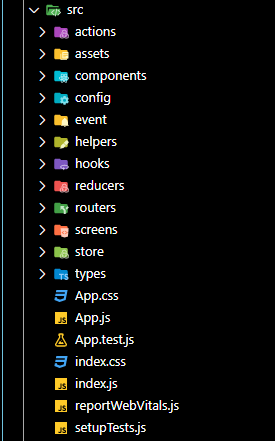 src
actions
assets
components
config
event
helpers
hooks
reducers
routers
screens
store
types
App.css
App.js
App.test.js
index.css
index.js
reportWebVitals.js
setupTests.js